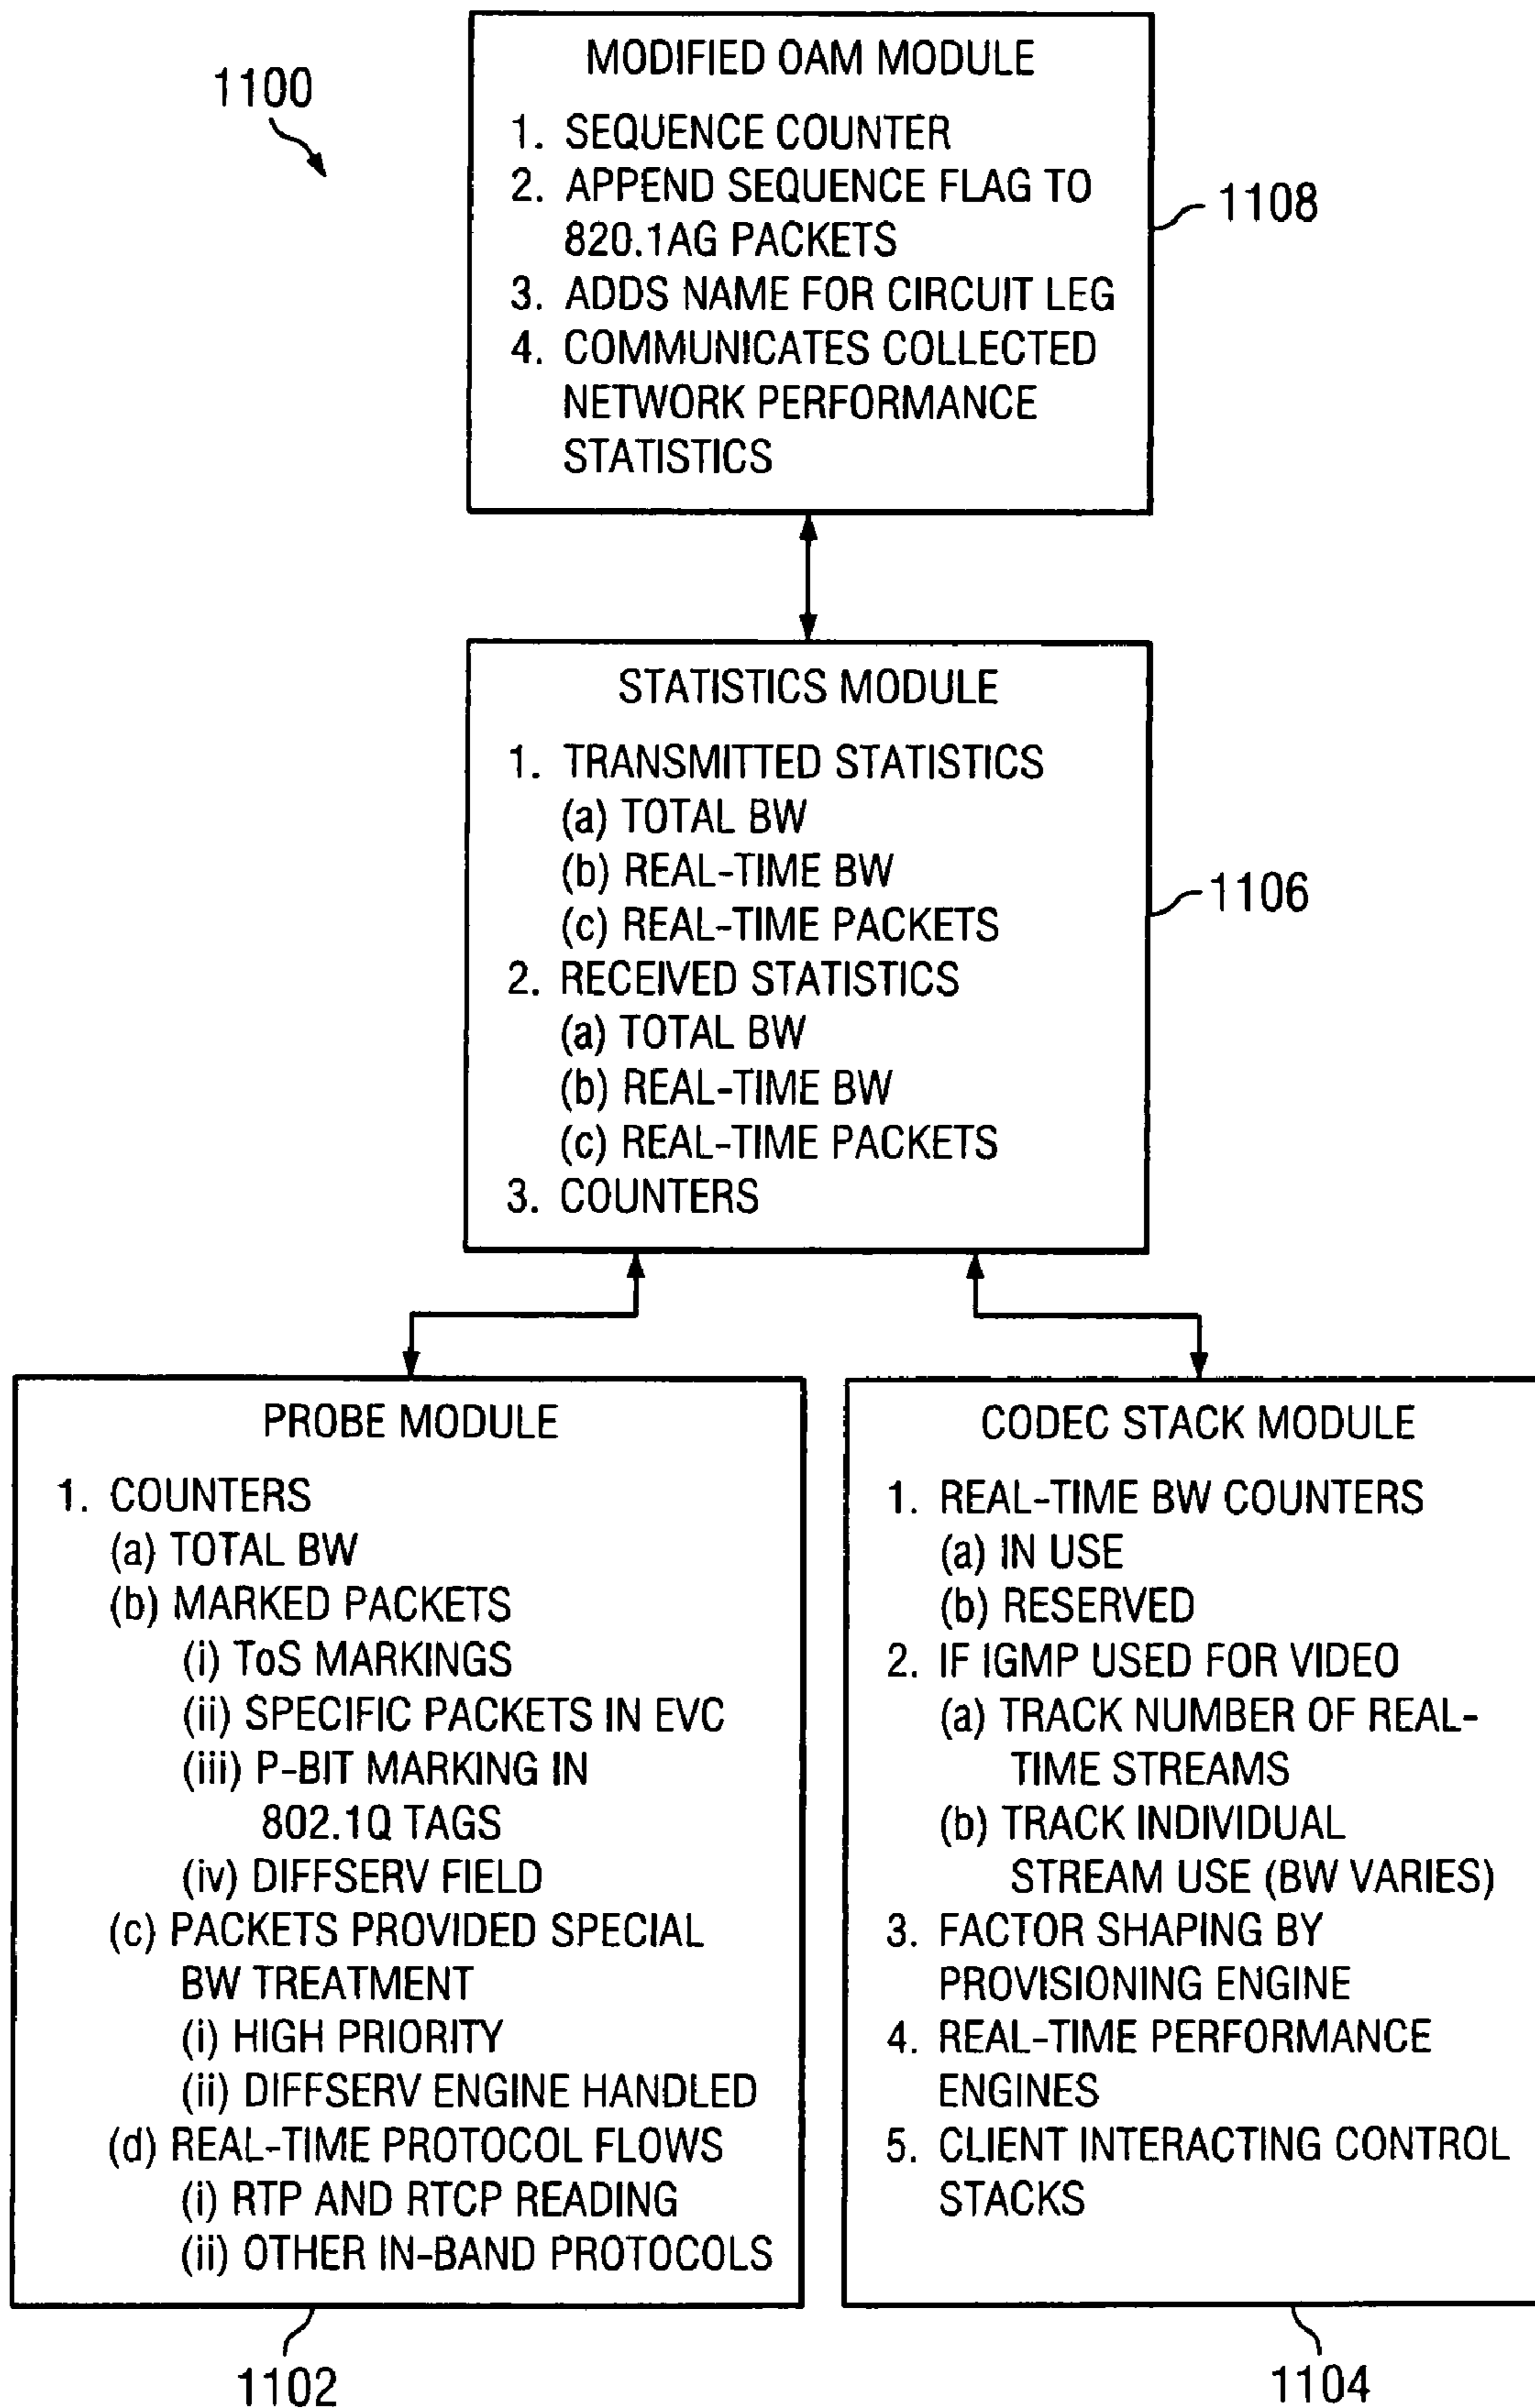 1100
MODIFIED OAM MODULE
1. SEQUENCE COUNTER
2. APPEND SEQUENCE FLAG TO
820.1AG PACKETS
3. ADDS NAME FOR CIRCUIT LEG
4. COMMUNICATES COLLECTED
NETWORK PERFORMANCE
STATISTICS
1108
STATISTICS MODULE
1. TRANSMITTED STATISTICS
(a) TOTAL BW
(b) REAL-TIME BW
(c) REAL-TIME PACKETS
2. RECEIVED STATISTICS
(a) TOTAL BW
(b) REAL-TIME BW
(c) REAL-TIME PACKETS
3. COUNTERS
1106
PROBE MODULE
1. COUNTERS
(a) TOTAL BW
(b) MARKED PACKETS
(i) ToS MARKINGS
(ii) SPECIFIC PACKETS IN EVC
(iii) P-BIT MARKING IN
802.1Q TAGS
(iv) DIFFSERV FIELD
(c) PACKETS PROVIDED SPECIAL
BW TREATMENT
(i) HIGH PRIORITY
(ii) DIFFSERV ENGINE HANDLED
(d) REAL-TIME PROTOCOL FLOWS
(i) RTP AND RTCP READING
(ii) OTHER IN-BAND PROTOCOLS
1102
CODEC STACK MODULE
1. REAL-TIME BW COUNTERS
(a) IN USE
(b) RESERVED
2. IF IGMP USED FOR VIDEO
(a) TRACK NUMBER OF REAL-
TIME STREAMS
(b) TRACK INDIVIDUAL
STREAM USE (BW VARIES)
3. FACTOR SHAPING BY
PROVISIONING ENGINE
4. REAL-TIME PERFORMANCE
ENGINES
5. CLIENT INTERACTING CONTROL
STACKS
1104